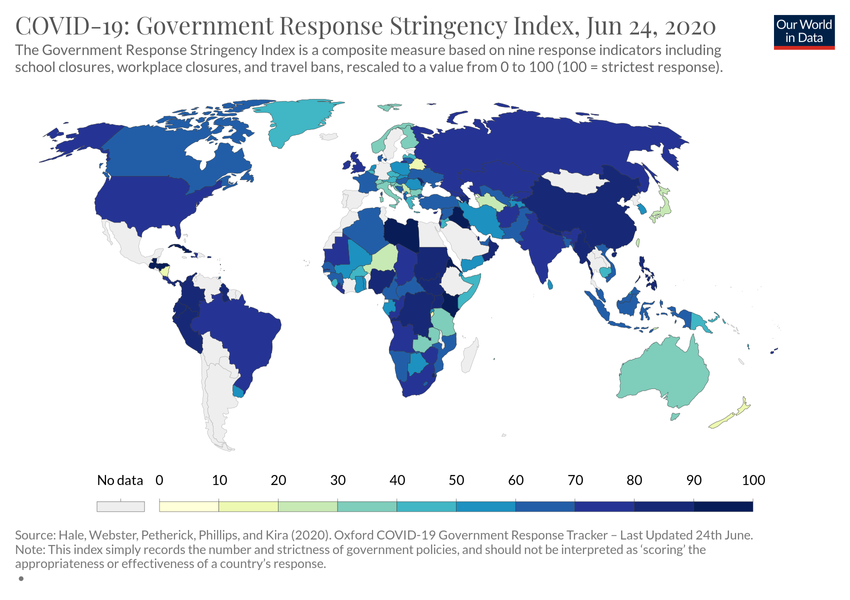 COVID-19: Government Response Stringency Index, Jun 24, 2020
Our World
in Data
The Government Response Stringency Index is a composite measure based on nine response indicators including
school closures, workplace closures, and travel bans, rescaled to a value from 0 to 100 (100 = strictest response).
No data 0 10 20 30 40 50 60 70 80 90 100
Source: Hale, Webster, Petherick, Phillips, and Kira (2020). Oxford COVID-19 Government Response Tracker – Last Updated 24th June.
Note: This index simply records the number and strictness of government policies, and should not be interpreted as ‘scoring’ the
appropriateness or effectiveness of a country’s response.